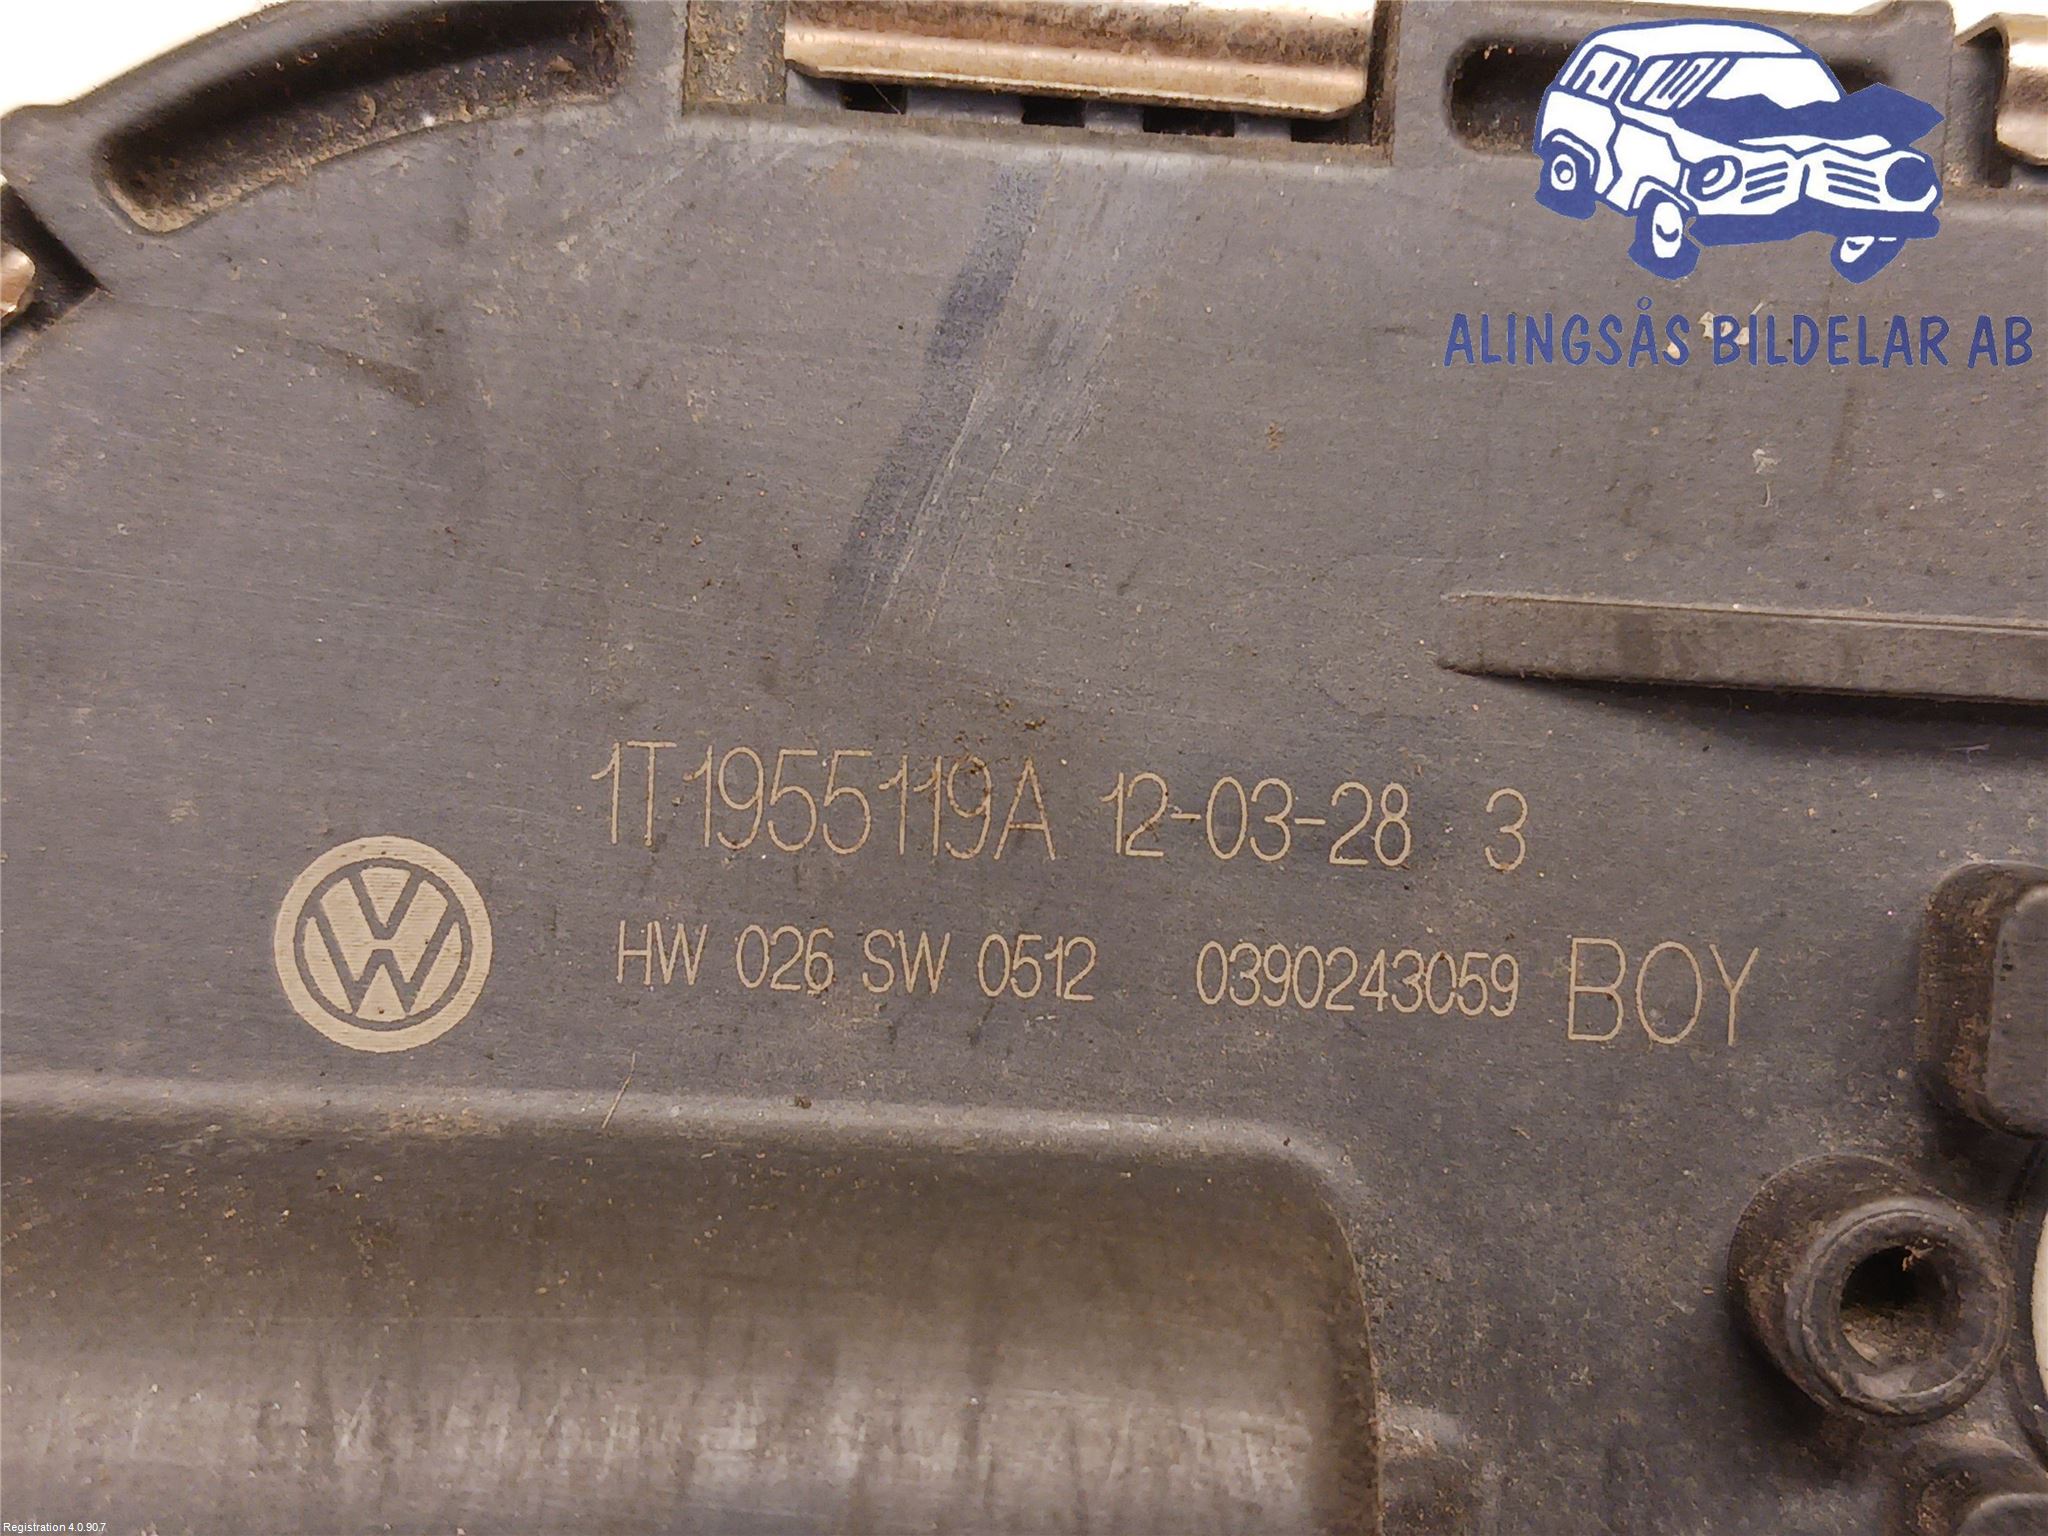 ALINGSÅS BILDELAR AB
1T1955119A 12-03-28 3
HW 026 SW 0512 0390243059 BOY
Registration 4.0.90.7